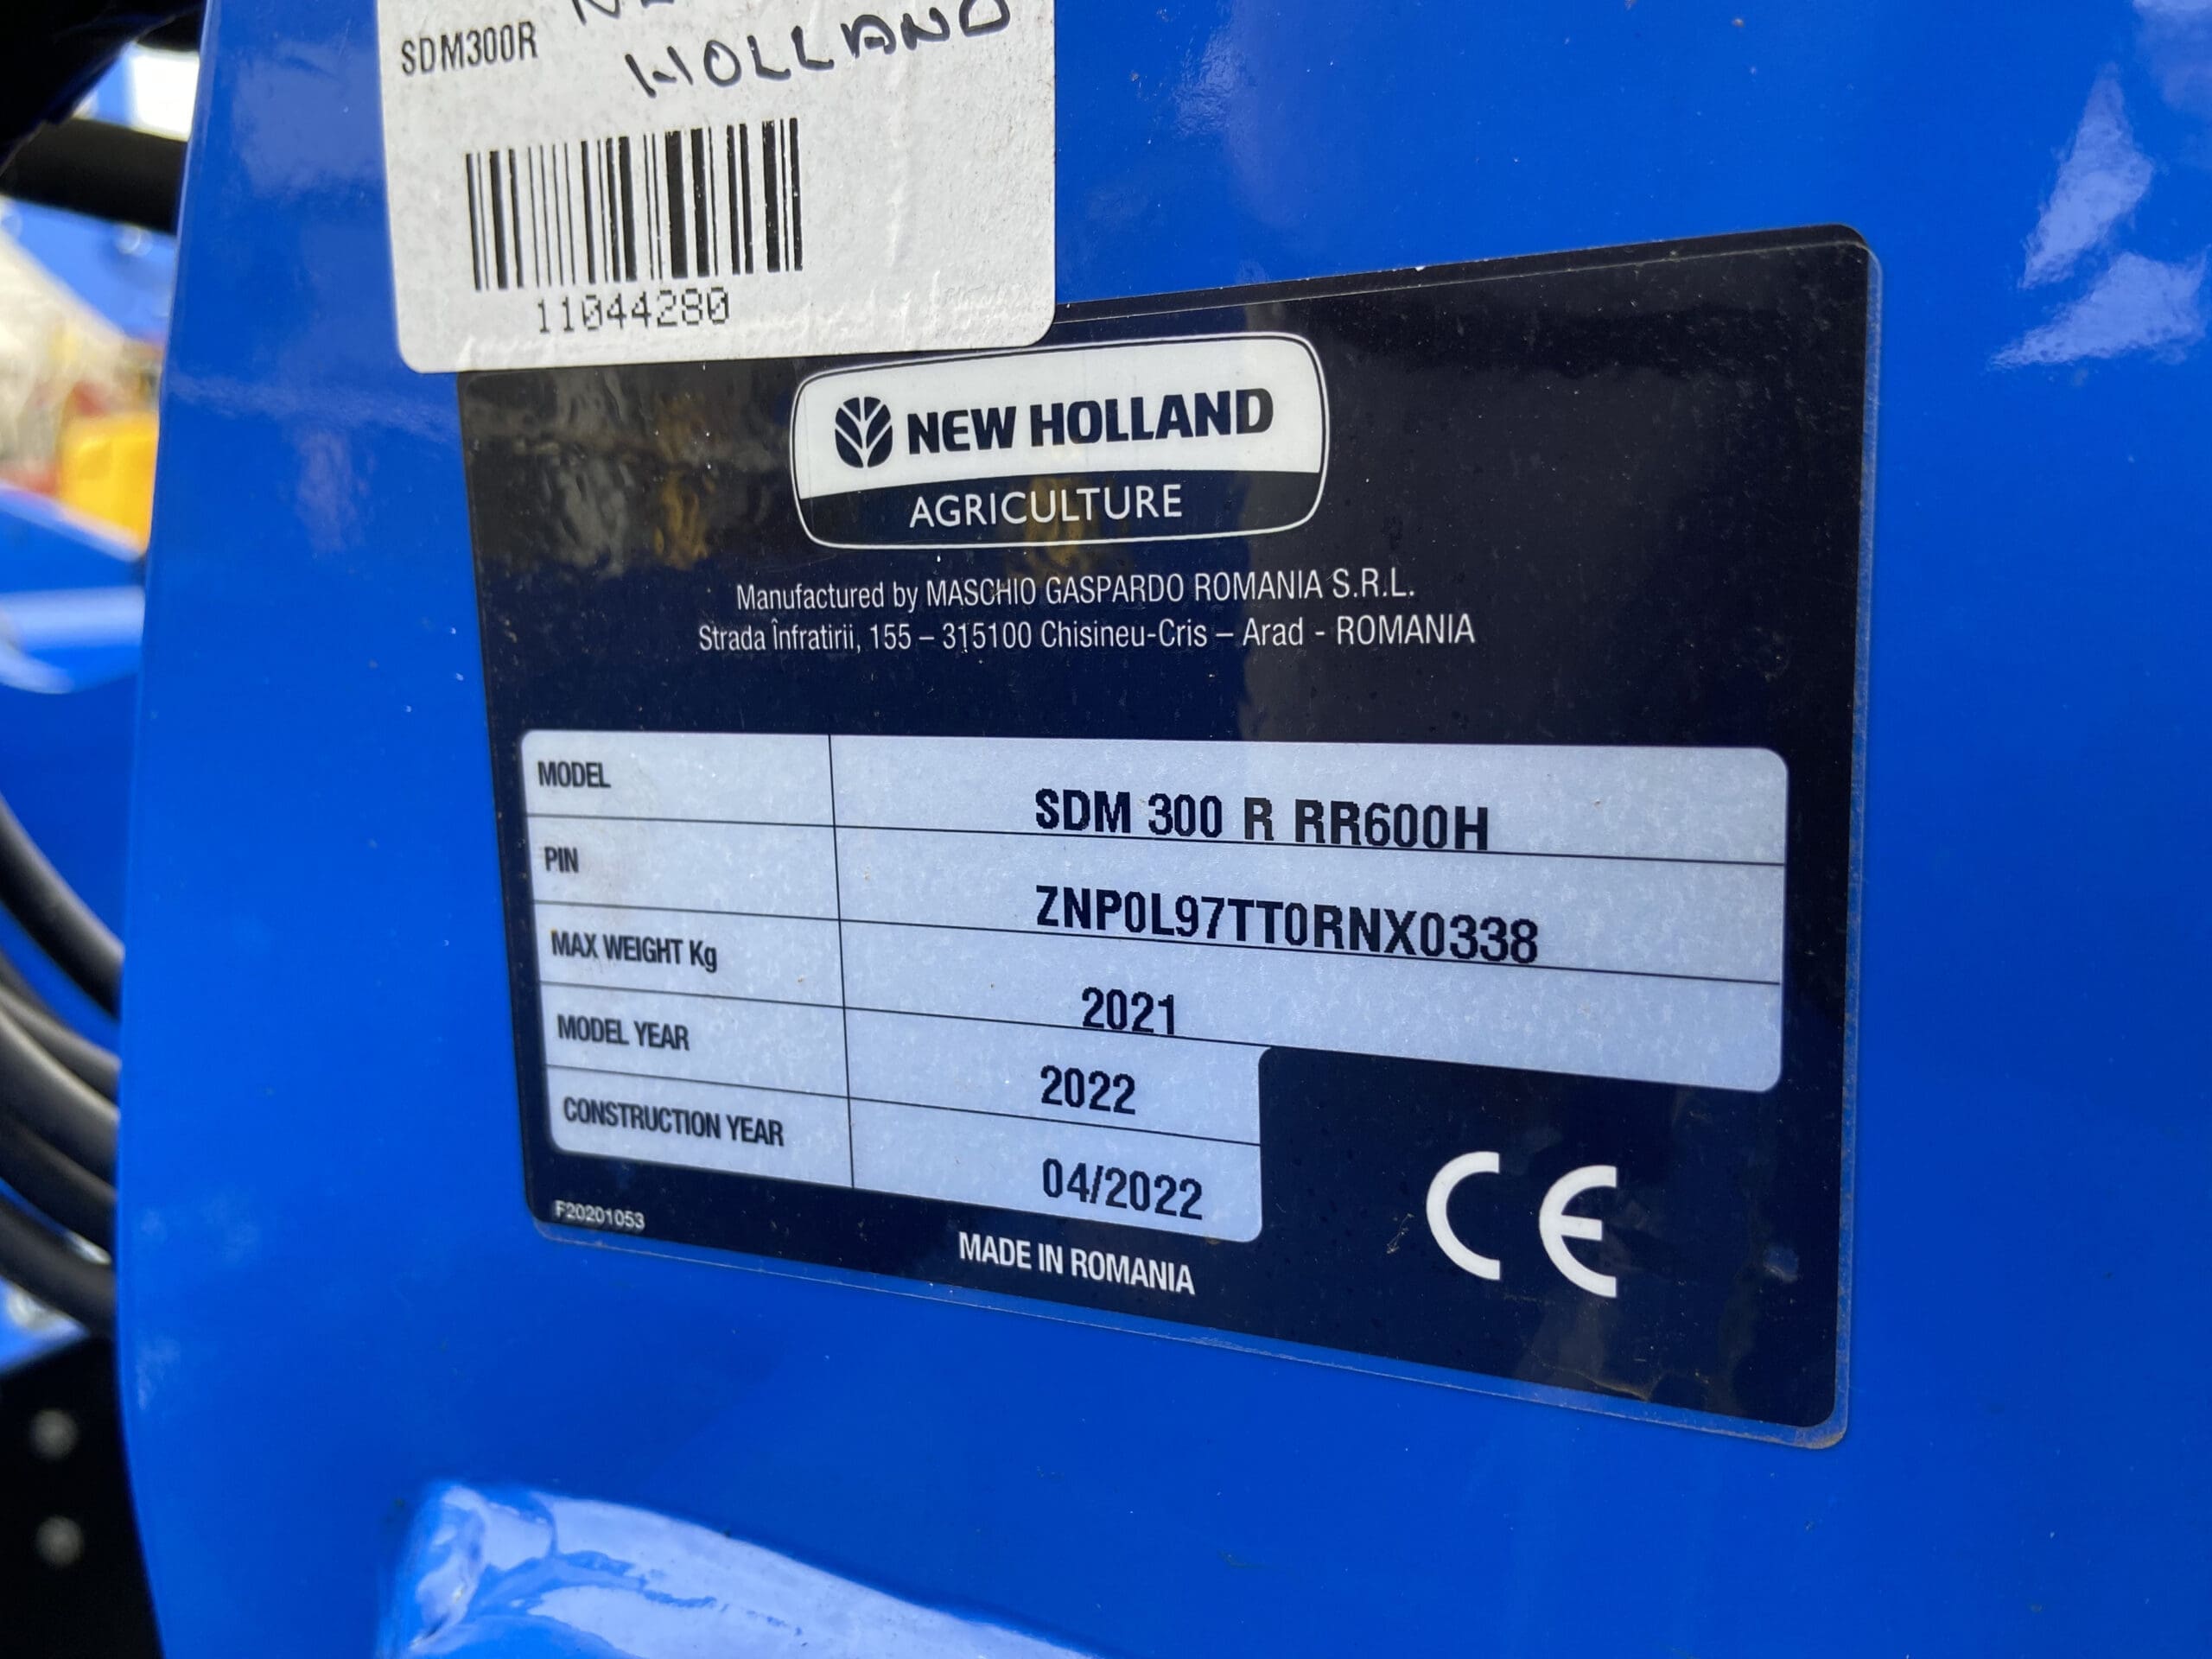 SDM300R
HOLLAND
11044280
NEW HOLLAND
AGRICULTURE
Manufactured by MASCHIO GASPARDO ROMANIA S.R.L.
Strada Înfratirii, 155 – 315100 Chisineu-Cris – Arad - ROMANIA
MODEL SDM 300 R RR600H
PIN ZNP0L97TT0RNX0338
MAX WEIGHT Kg 2021
MODEL YEAR 2022
CONSTRUCTION YEAR 04/2022
F20201053
MADE IN ROMANIA
CE